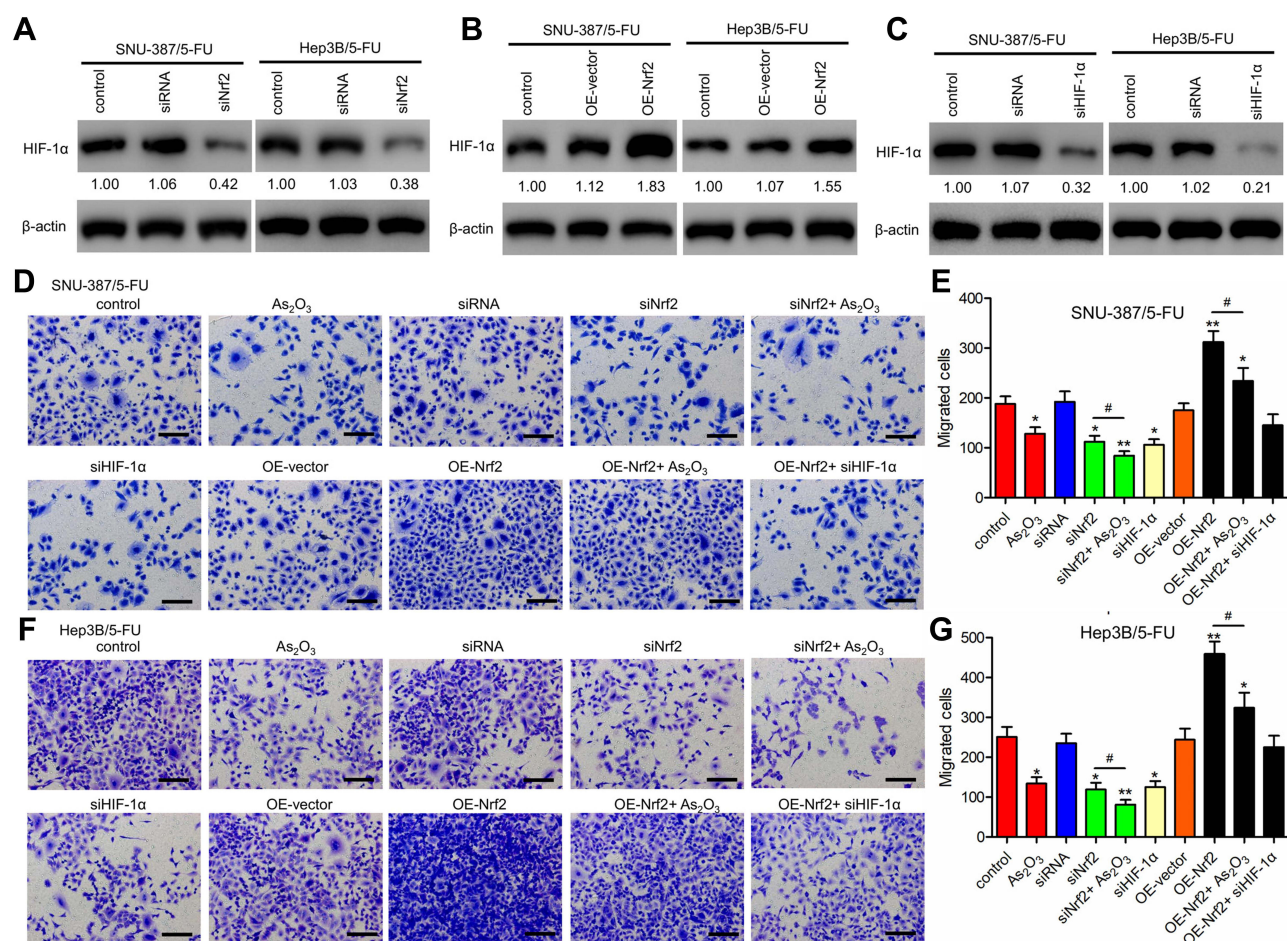 A
SNU-387/5-FU Hep3B/5-FU
control siRNA siNrf2 control siRNA siNrf2
HIF-1α
1.00 1.06 0.42 1.00 1.03 0.38
β-actin
B
SNU-387/5-FU Hep3B/5-FU
control OE-vector OE-Nrf2 control OE-vector OE-Nrf2
HIF-1α
1.00 1.12 1.83 1.00 1.07 1.55
β-actin
C
SNU-387/5-FU Hep3B/5-FU
control siRNA siHIF-1α control siRNA siHIF-1α
HIF-1α
1.00 1.07 0.32 1.00 1.02 0.21
β-actin
D
SNU-387/5-FU
control As₂O₃ siRNA siNrf2 siNrf2+ As₂O₃
siHIF-1α OE-vector OE-Nrf2 OE-Nrf2+ As₂O₃ OE-Nrf2+ siHIF-1α
E
SNU-387/5-FU
Migrated cells
400
300
200
100
0
* # * ** * ** # *
control As₂O₃ siRNA siNrf2 siNrf2+ As₂O₃ siHIF-1α OE-vector OE-Nrf2 OE-Nrf2+ As₂O₃ OE-Nrf2+ siHIF-1α
F
Hep3B/5-FU
control As₂O₃ siRNA siNrf2 siNrf2+ As₂O₃
siHIF-1α OE-vector OE-Nrf2 OE-Nrf2+ As₂O₃ OE-Nrf2+ siHIF-1α
G
Hep3B/5-FU
Migrated cells
500
400
300
200
100
0
* # * ** * ** # *
control As₂O₃ siRNA siNrf2 siNrf2+ As₂O₃ siHIF-1α OE-vector OE-Nrf2 OE-Nrf2+ As₂O₃ OE-Nrf2+ siHIF-1α